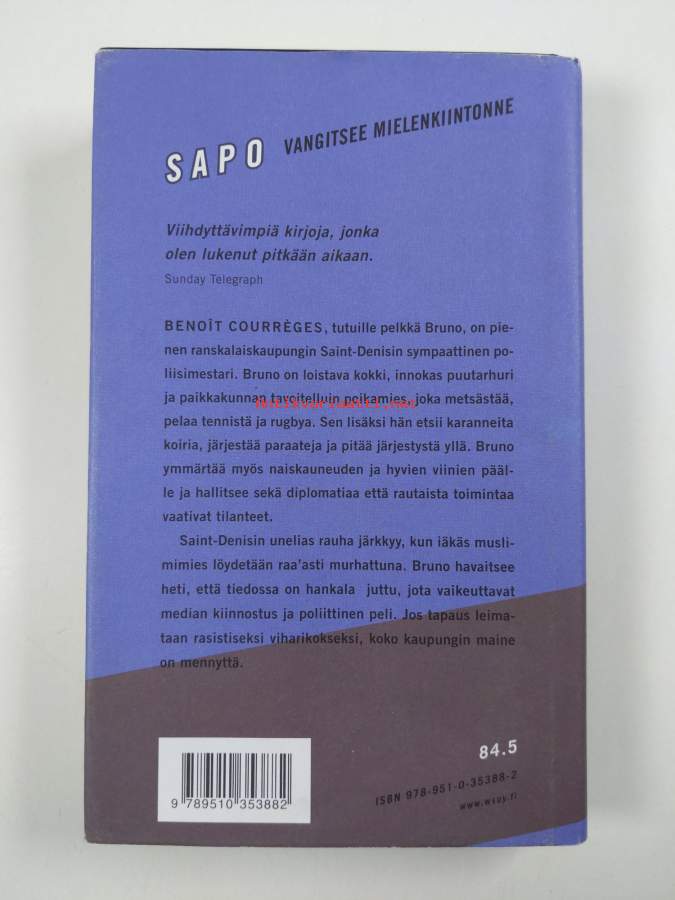 SAPO VANGITSEE MIELENKIINTONNE
Viihdyttävimpiä kirjoja, jonka
olen lukenut pitkään aikaan.
Sunday Telegraph
BENOÎT COURRÈGES, tutuille pelkkä Bruno, on pie-
nen ranskalaiskaupungin Saint-Denisin sympaattinen po-
liisimestari. Bruno on loistava kokki, innokas puutarhuri
ja paikkakunnan tavoitelluin poikamies, joka metsästää,
pelaa tennistä ja rugbya. Sen lisäksi hän etsii karanneita
koiria, järjestää paraateja ja pitää järjestystä yllä. Bruno
ymmärtää myös naiskauneuden ja hyvien viinien pääl-
le ja hallitsee sekä diplomatiaa että rautaista toimintaa
vaativat tilanteet.
Saint-Denisin unelias rauha järkkyy, kun iäkäs musli-
mimies löydetään raa'asti murhattuna. Bruno havaitsee
heti, että tiedossa on hankala juttu, jota vaikeuttavat
median kiinnostus ja poliittinen peli. Jos tapaus leima-
taan rasistiseksi viharikokseksi, koko kaupungin maine
on mennyttä.
84.5
ISBN 978-951-0-35388-2
www.wsoy.fi
9 789510 353882